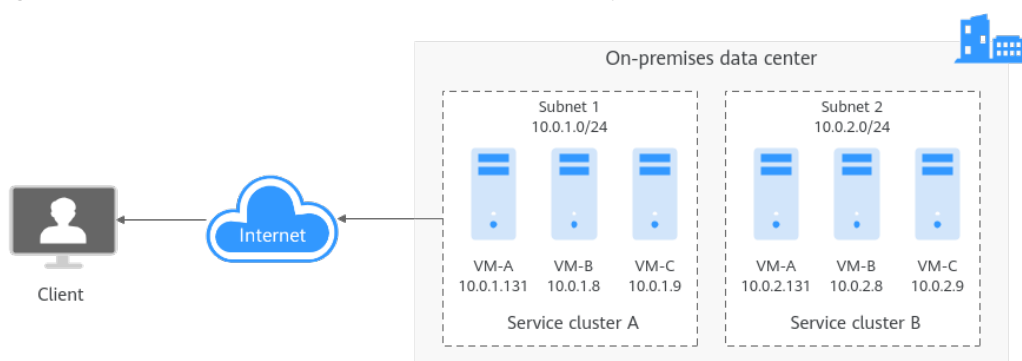 On-premises data center
Subnet 1
10.0.1.0/24
Subnet 2
10.0.2.0/24
Internet
VM-A
10.0.1.131
VM-B
10.0.1.8
VM-C
10.0.1.9
VM-A
10.0.2.131
VM-B
10.0.2.8
VM-C
10.0.2.9
Client
Service cluster A
Service cluster B